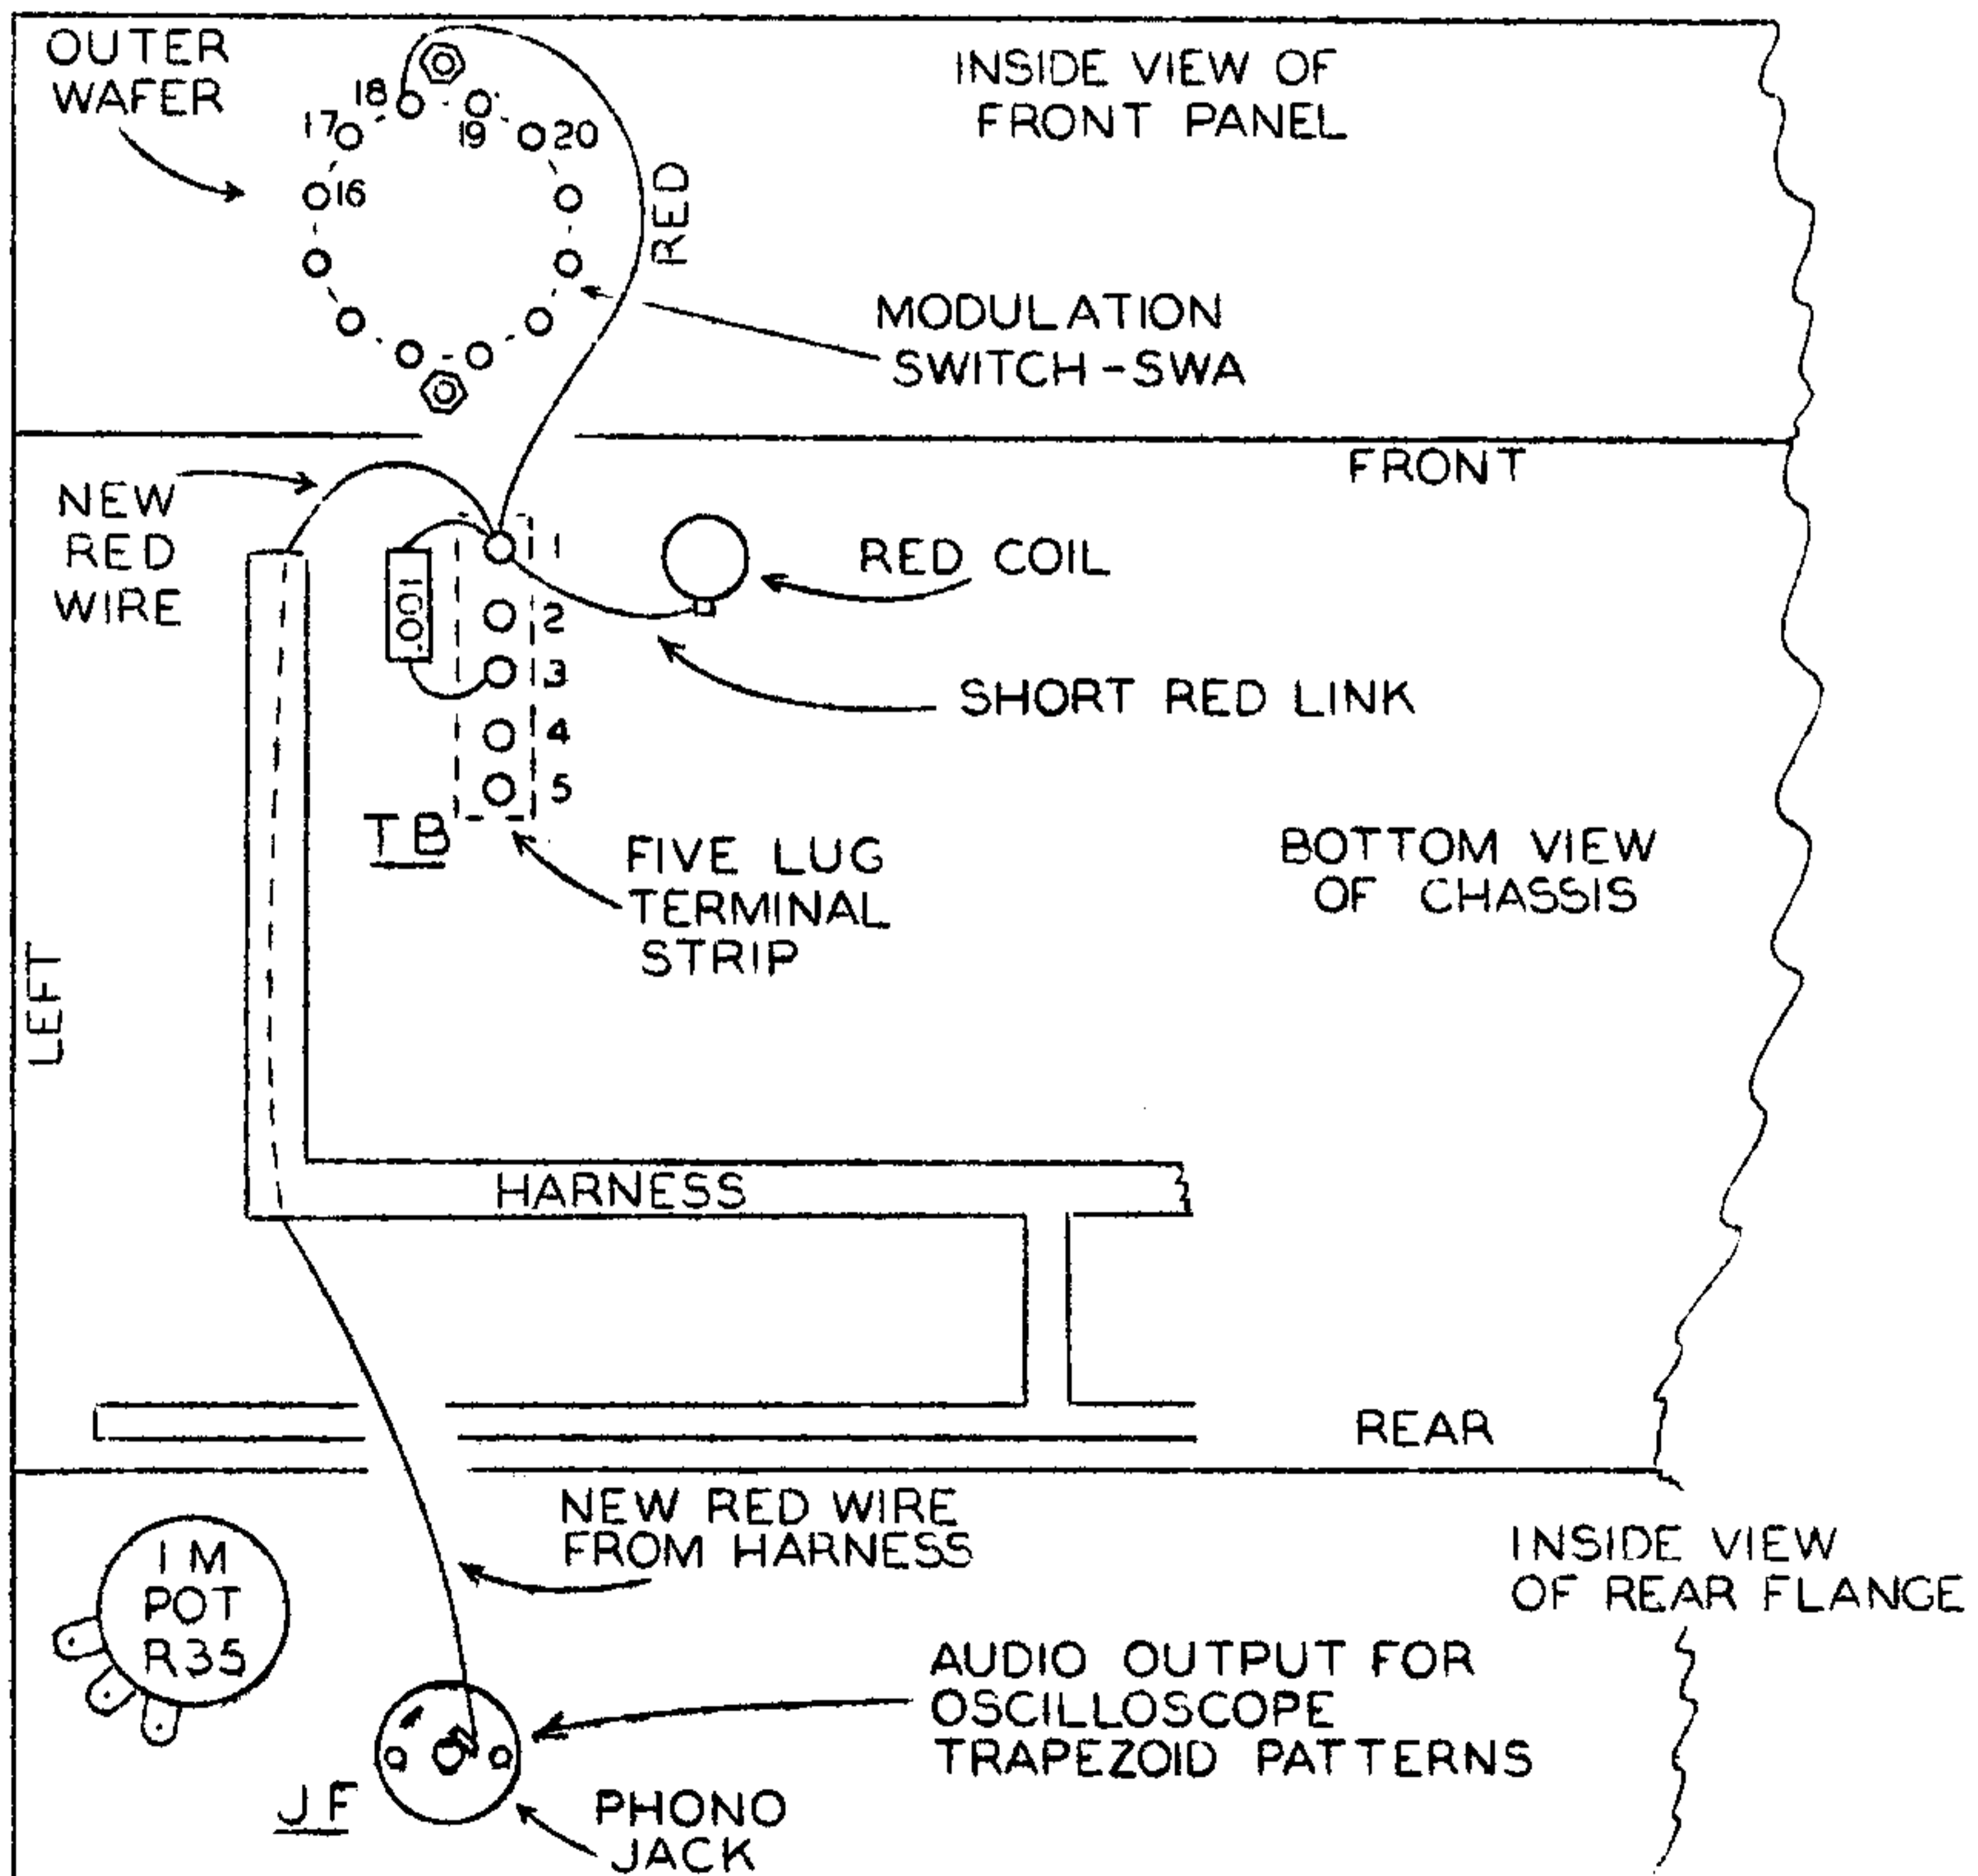 OUTER
WAFER
INSIDE VIEW OF
FRONT PANEL
18
17
19
20
16
RED
MODULATION
SWITCH-SWA
FRONT
NEW
RED
WIRE
1
RED COIL
.001
2
3
SHORT RED LINK
4
5
TB
FIVE LUG
TERMINAL
STRIP
BOTTOM VIEW
OF CHASSIS
LEFT
HARNESS
REAR
NEW RED WIRE
FROM HARNESS
INSIDE VIEW
OF REAR FLANGE
1 M
POT
R35
AUDIO OUTPUT FOR
OSCILLOSCOPE
TRAPEZOID PATTERNS
JF
PHONO
JACK